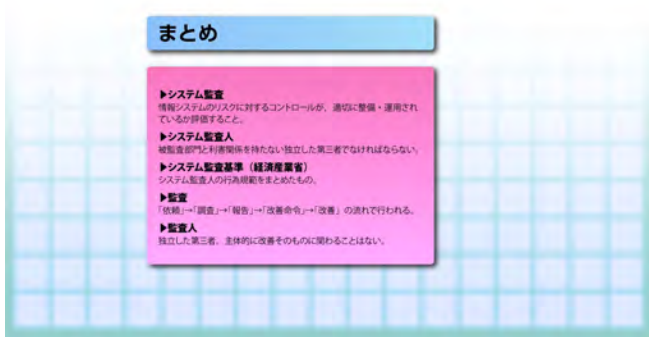 まとめ
▶システム監査
情報システムのリスクに対するコントロールが、適切に整備・運用され
ているか評価すること。
▶システム監査人
被監査部門と利害関係を持たない独立した第三者でなければならない。
▶システム監査基準（経済産業省）
システム監査人の行為規範をまとめたもの。
▶監査
「依頼」→「調査」→「報告」→「改善命令」→「改善」の流れで行われる。
▶監査人
独立した第三者、主体的に改善そのものに関わることはない。